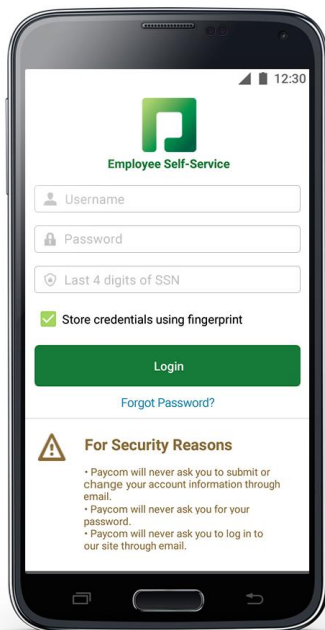 12:30
Employee Self-Service
Username
Password
Last 4 digits of SSN
Store credentials using fingerprint
Login
Forgot Password?
For Security Reasons
• Paycom will never ask you to submit or
change your account information through
email.
• Paycom will never ask you for your
password.
• Paycom will never ask you to log in to
our site through email.